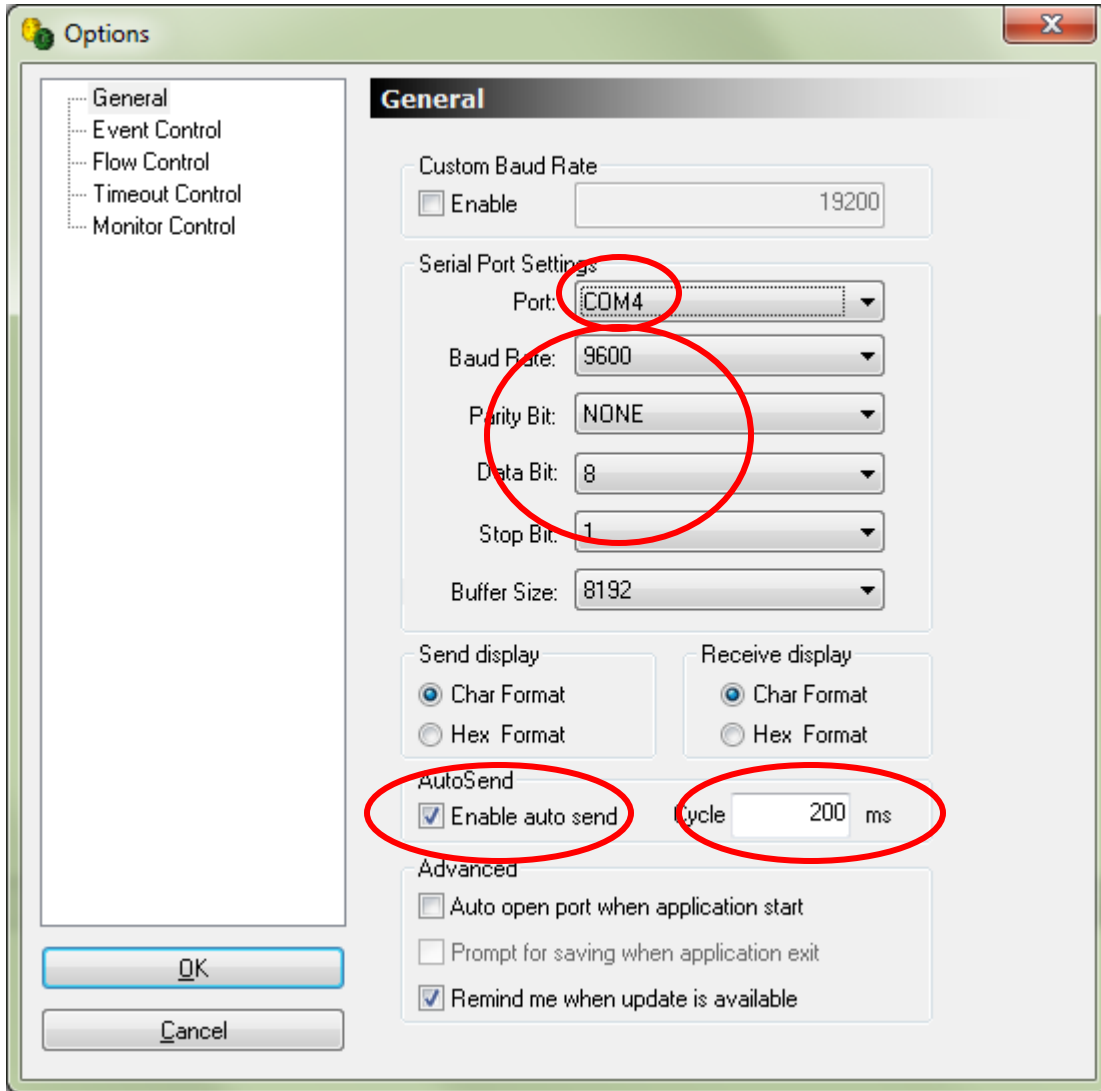 Options
General
Event Control
Flow Control
Timeout Control
Monitor Control
OK
Cancel
General
Custom Baud Rate
Enable 19200
Serial Port Settings
Port: COM4
Baud Rate: 9600
Parity Bit: NONE
Data Bit: 8
Stop Bit: 1
Buffer Size: 8192
Send display Receive display
Char Format Char Format
Hex Format Hex Format
AutoSend
Enable auto send Cycle 200 ms
Advanced
Auto open port when application start
Prompt for saving when application exit
Remind me when update is available